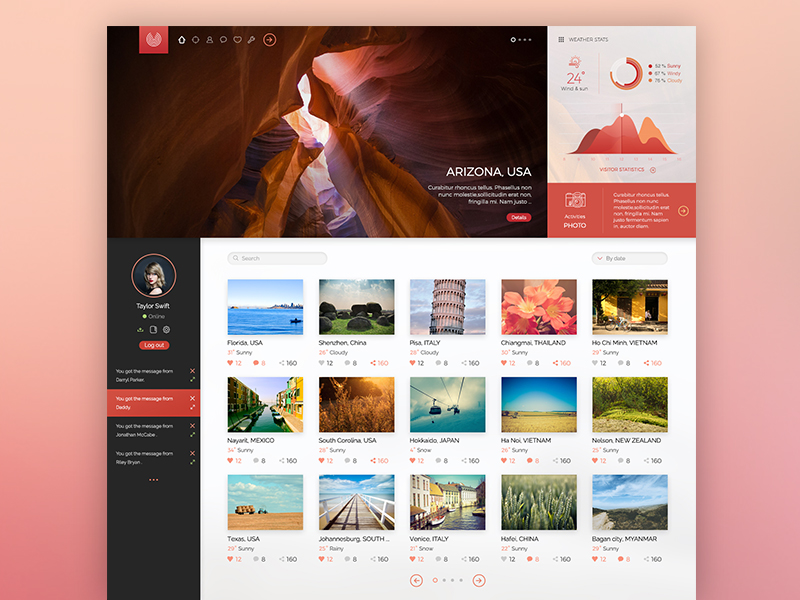 WEATHER STATS
24°
Wind & sun
52 % Sunny
67 % Windy
78 % Cloudy
VISITOR STATISTICS
ARIZONA, USA
Curabitur rhoncus tellus. Phasellus non
nunc molestie,sollicitudin erat non,
fringilla mi. Nam justo ...
Details
Activities
PHOTO
Curabitur rhoncus tellus.
Phasellus non nunc
molestie,sollicitudin erat
non, fringilla mi. Nam
justo fermentum sapien
in, auctor diem.
Search
By date
Taylor Swift
Online
Log out
You got the message from
Darryl Parker.
You got the message from
Daddy.
You got the message from
Jonathan McCabe .
You got the message from
Riley Bryan .
Florida, USA
31° Sunny
12 8 160
Shenzhen, China
26° Cloudy
12 8 160
Pisa, ITALY
26° Cloudy
12 8 160
Chiangmai, THAILAND
30° Sunny
12 8 160
Ho Chi Minh, VIETNAM
29° Sunny
12 8 160
Nayarit, MEXICO
34° Sunny
12 8 160
South Corolina, USA
28° Sunny
12 8 160
Hokkaido, JAPAN
4° Snow
12 8 160
Ha Noi, VIETNAM
26° Sunny
12 8 160
Nelson, NEW ZEALAND
25° Sunny
12 8 160
Texas, USA
29° Sunny
12 8 160
Johannesburg, SOUTH ...
25° Rainy
12 8 160
Venice, ITALY
21° Snow
12 8 160
Hafei, CHINA
22° Sunny
12 8 160
Bagan city, MYANMAR
29° Sunny
12 8 160